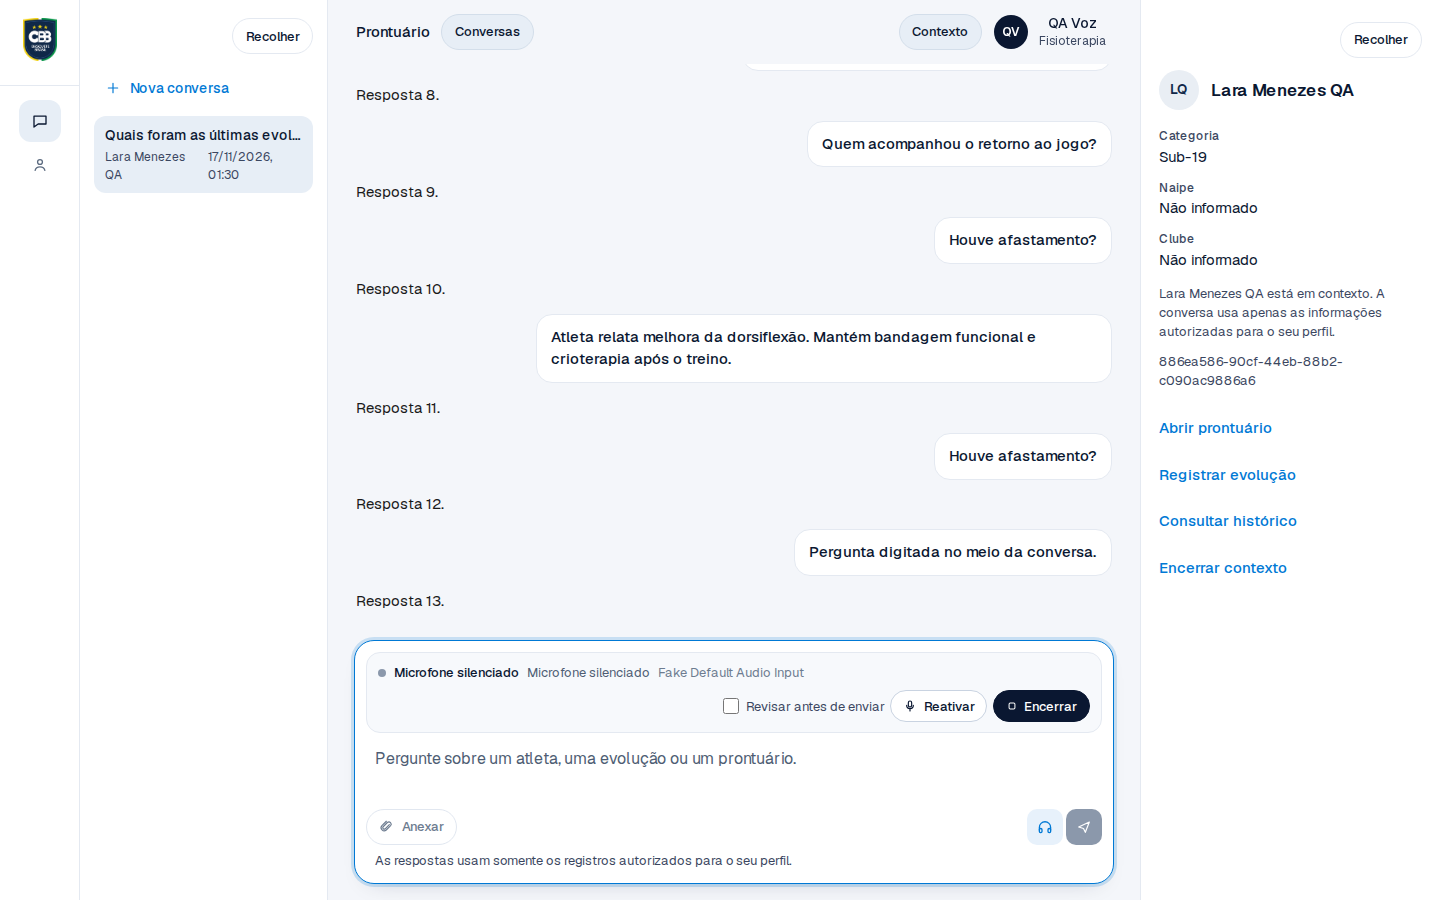 CBB
Recolher
Nova conversa
Quais foram as últimas evol...
Lara Menezes QA
17/11/2026, 01:30
Prontuário
Conversas
Contexto
QV
QA Voz
Fisioterapia
Resposta 8.
Quem acompanhou o retorno ao jogo?
Resposta 9.
Houve afastamento?
Resposta 10.
Atleta relata melhora da dorsiflexão. Mantém bandagem funcional e
crioterapia após o treino.
Resposta 11.
Houve afastamento?
Resposta 12.
Pergunta digitada no meio da conversa.
Resposta 13.
Microfone silenciado Microfone silenciado Fake Default Audio Input
Revisar antes de enviar
Reativar
Encerrar
Pergunte sobre um atleta, uma evolução ou um prontuário.
Anexar
As respostas usam somente os registros autorizados para o seu perfil.
Recolher
LQ
Lara Menezes QA
Categoria
Sub-19
Naipe
Não informado
Clube
Não informado
Lara Menezes QA está em contexto. A
conversa usa apenas as informações
autorizadas para o seu perfil.
886ea586-90cf-44eb-88b2-
c090ac9886a6
Abrir prontuário
Registrar evolução
Consultar histórico
Encerrar contexto